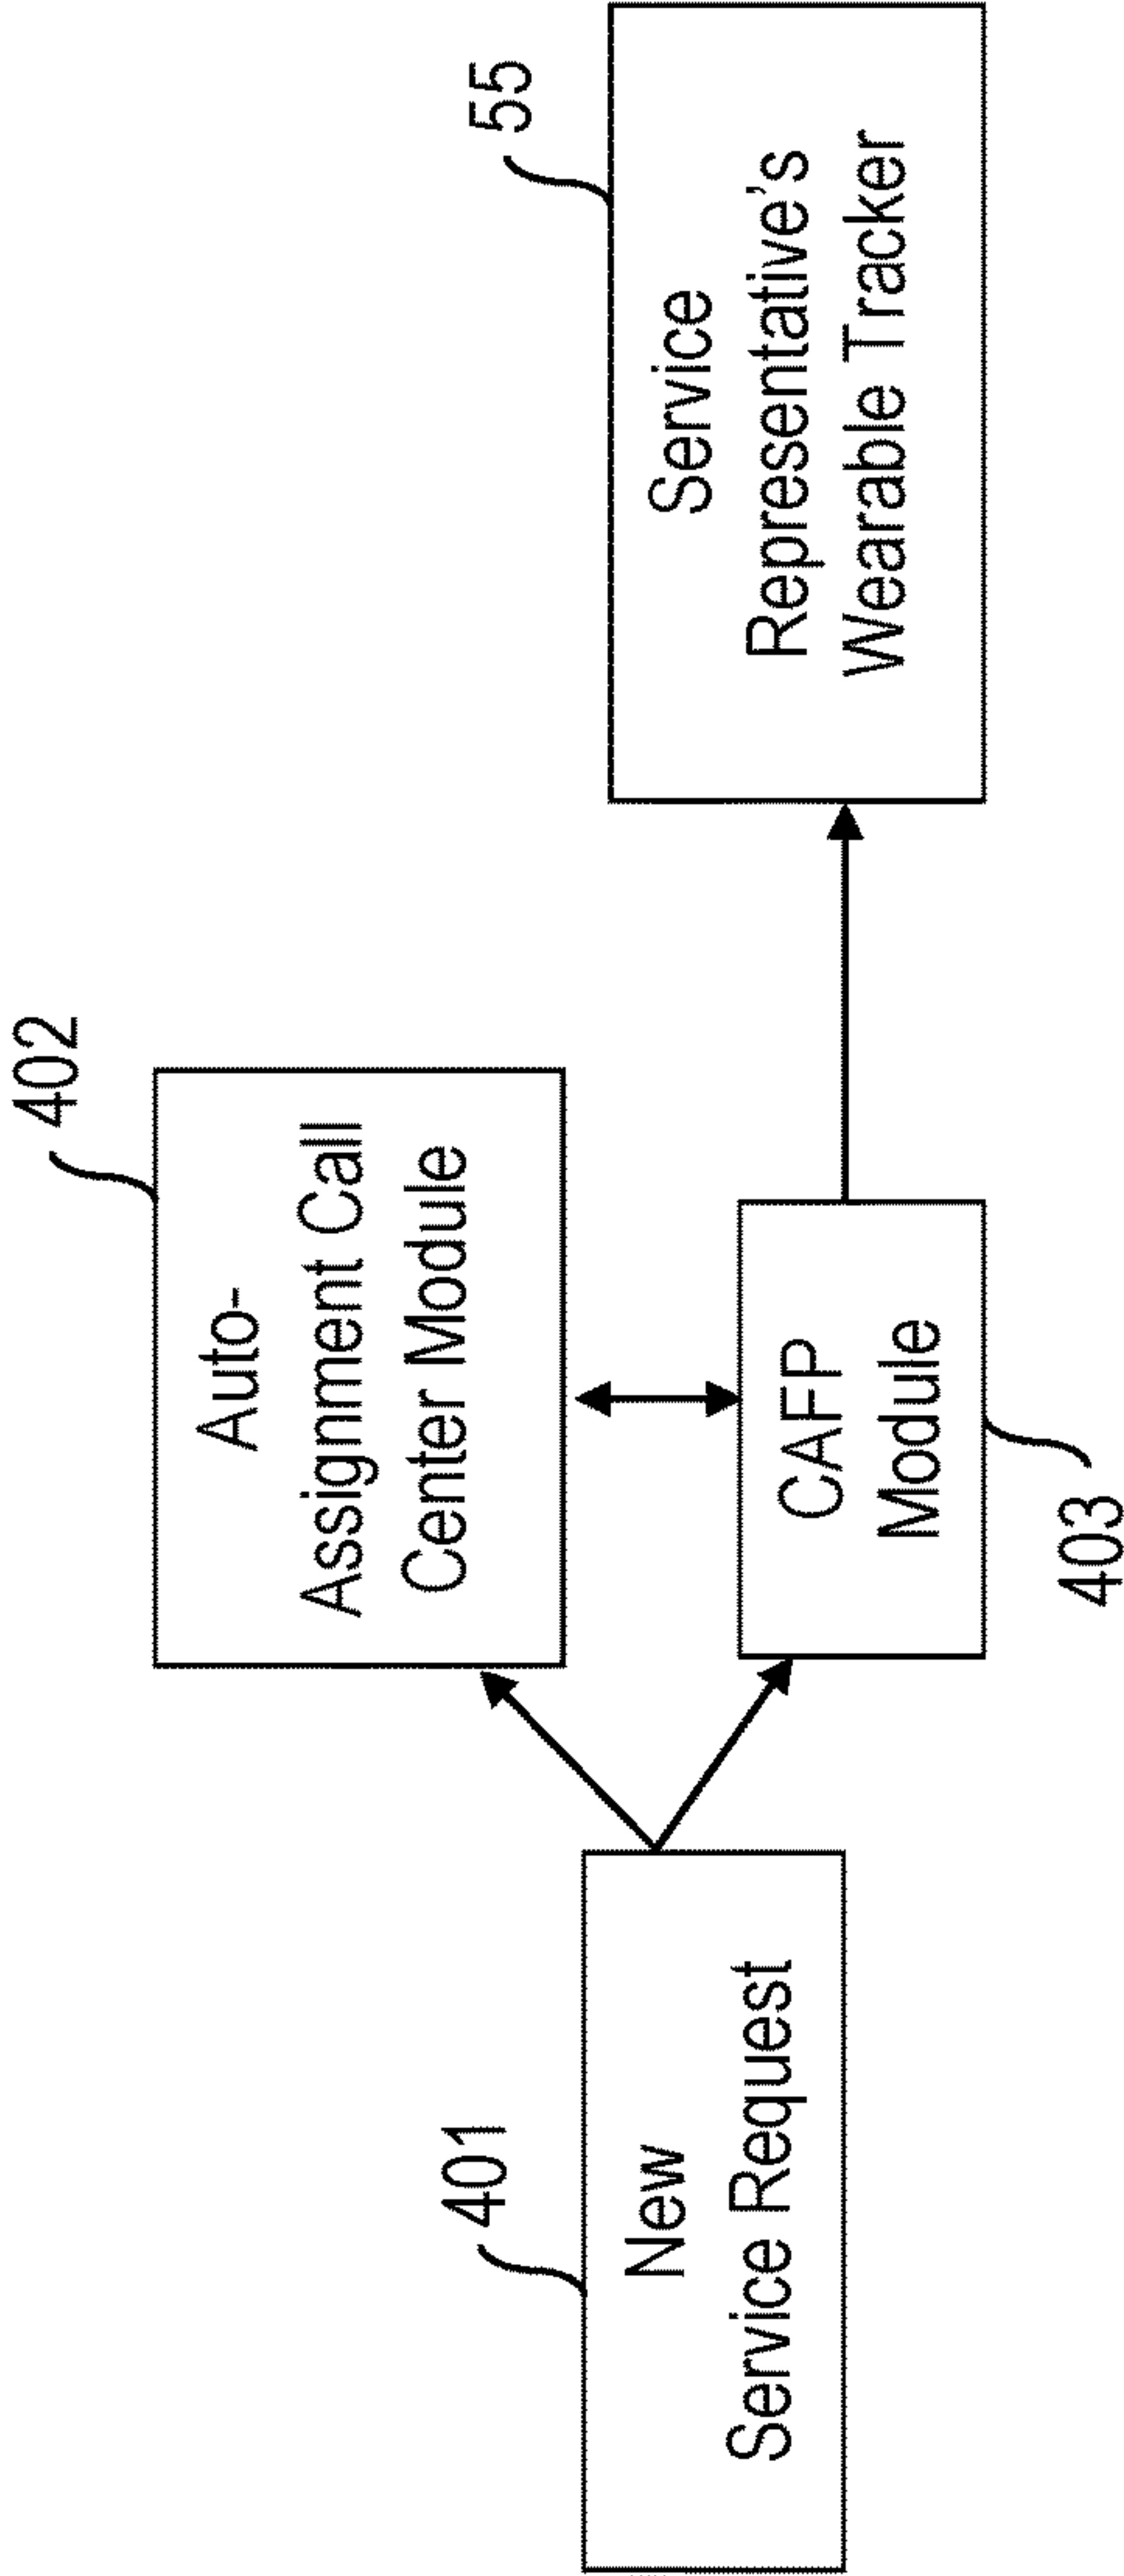 401
New
Service Request
402
Auto-
Assignment Call
Center Module
CAFP
Module
403
55
Service
Representative's
Wearable Tracker